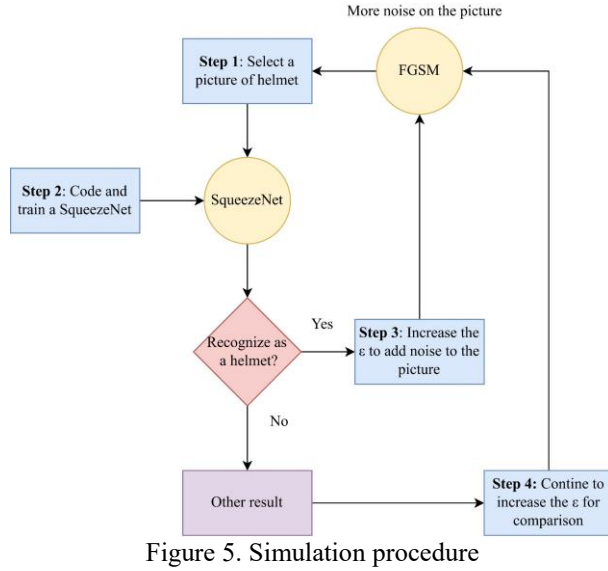 More noise on the picture
Step 1: Select a
picture of helmet
FGSM
Step 2: Code and
train a SqueezeNet
SqueezeNet
Recognize as
a helmet?
Yes
Step 3: Increase the
ε to add noise to the
picture
No
Other result
Step 4: Contine to
increase the ε for
comparison
Figure 5. Simulation procedure